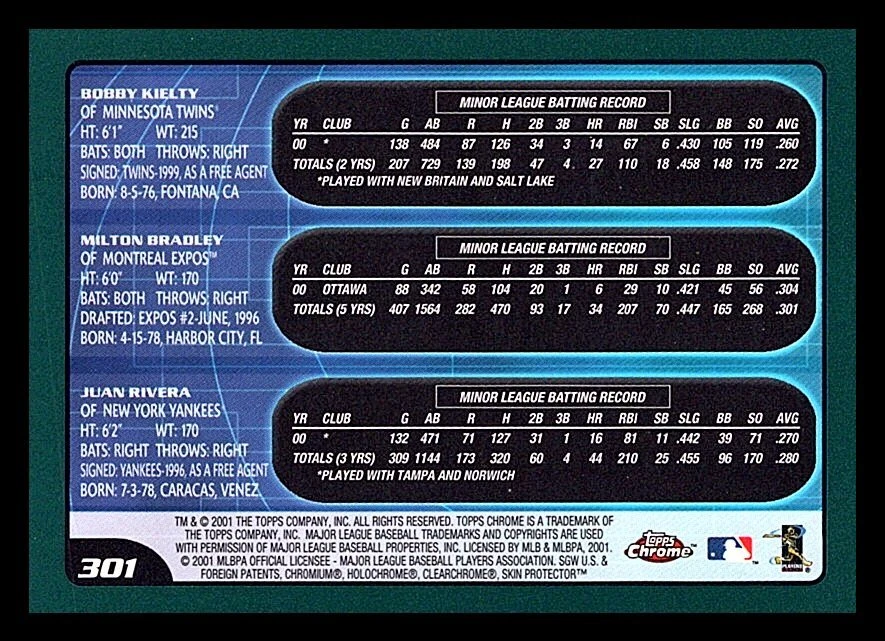 BOBBY KIELTY
OF MINNESOTA TWINS®
HT: 6'1" WT: 215
BATS: BOTH THROWS: RIGHT
SIGNED: TWINS-1999, AS A FREE AGENT
BORN: 8-5-76, FONTANA, CA
MINOR LEAGUE BATTING RECORD
YR CLUB G AB R H 2B 3B HR RBI SB SLG BB SO AVG
00 * 138 484 87 126 34 3 14 67 6 .430 105 119 .260
TOTALS (2 YRS) 207 729 139 198 47 4 27 110 18 .458 148 175 .272
*PLAYED WITH NEW BRITAIN AND SALT LAKE
MILTON BRADLEY
OF MONTREAL EXPOS™
HT: 6'0" WT: 170
BATS: BOTH THROWS: RIGHT
DRAFTED: EXPOS #2-JUNE, 1996
BORN: 4-15-78, HARBOR CITY, FL
MINOR LEAGUE BATTING RECORD
YR CLUB G AB R H 2B 3B HR RBI SB SLG BB SO AVG
00 OTTAWA 88 342 58 104 20 1 6 29 10 .421 45 56 .304
TOTALS (5 YRS) 407 1564 282 470 93 17 34 207 70 .447 165 268 .301
JUAN RIVERA
OF NEW YORK YANKEES
HT: 6'2" WT: 170
BATS: RIGHT THROWS: RIGHT
SIGNED: YANKEES-1996, AS A FREE AGENT
BORN: 7-3-78, CARACAS, VENEZ.
MINOR LEAGUE BATTING RECORD
YR CLUB G AB R H 2B 3B HR RBI SB SLG BB SO AVG
00 * 132 471 71 127 31 1 16 81 11 .442 39 71 .270
TOTALS (3 YRS) 309 1144 173 320 60 4 44 210 25 .455 96 170 .280
*PLAYED WITH TAMPA AND NORWICH
TM & © 2001 THE TOPPS COMPANY, INC. ALL RIGHTS RESERVED. TOPPS CHROME IS A TRADEMARK OF
THE TOPPS COMPANY, INC. MAJOR LEAGUE BASEBALL TRADEMARKS AND COPYRIGHTS ARE USED
WITH PERMISSION OF MAJOR LEAGUE BASEBALL PROPERTIES, INC. LICENSED BY MLB & MLBPA, 2001.
© 2001 MLBPA OFFICIAL LICENSEE - MAJOR LEAGUE BASEBALL PLAYERS ASSOCIATION. SGW U.S. &
FOREIGN PATENTS, CHROMIUM®, HOLOCHROME®, CLEARCHROME®, SKIN PROTECTOR™
301
Topps
Chrome™
PLAYERS